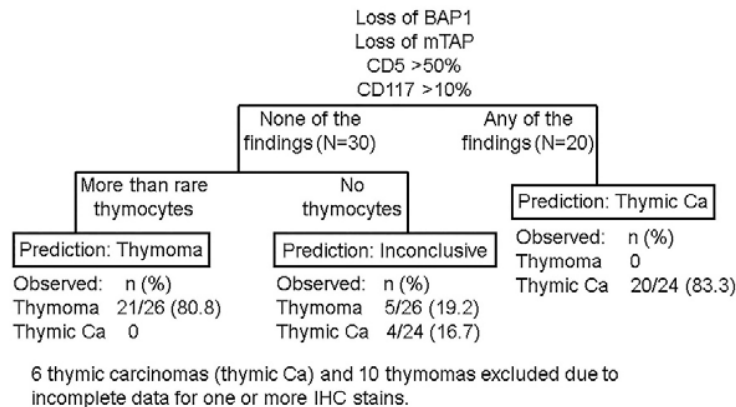 Loss of BAP1
Loss of mTAP
CD5 >50%
CD117 >10%
None of the
findings (N=30)
Any of the
findings (N=20)
More than rare
thymocytes
No
thymocytes
Prediction: Thymoma
Observed: n (%)
Thymoma 21/26 (80.8)
Thymic Ca 0
Prediction: Inconclusive
Observed: n (%)
Thymoma 5/26 (19.2)
Thymic Ca 4/24 (16.7)
Prediction: Thymic Ca
Observed: n (%)
Thymoma 0
Thymic Ca 20/24 (83.3)
6 thymic carcinomas (thymic Ca) and 10 thymomas excluded due to
incomplete data for one or more IHC stains.